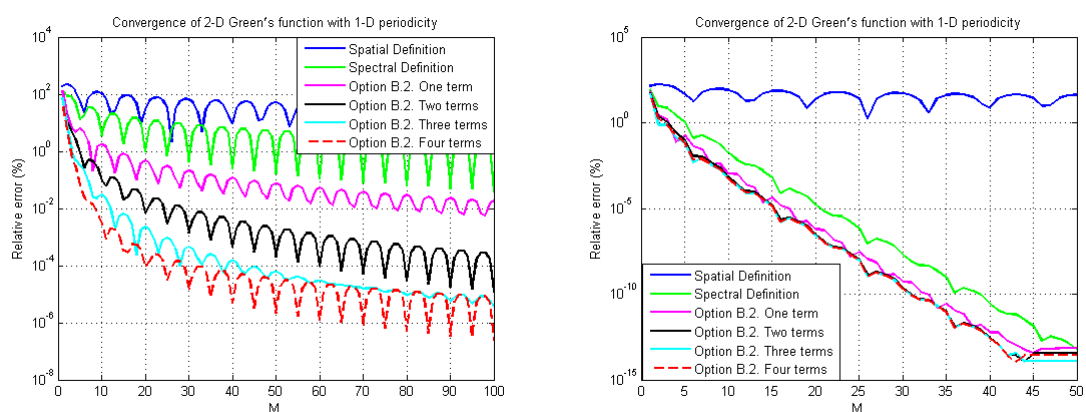 Convergence of 2-D Green's function with 1-D periodicity
10^4
10^2
10^0
10^-2
10^-4
10^-6
10^-8
Relative error (%)
Spatial Definition
Spectral Definition
Option B.2. One term
Option B.2. Two terms
Option B.2. Three terms
Option B.2. Four terms
0 10 20 30 40 50 60 70 80 90 100
M
Convergence of 2-D Green's function with 1-D periodicity
10^5
10^0
10^-5
10^-10
10^-15
Relative error (%)
Spatial Definition
Spectral Definition
Option B.2. One term
Option B.2. Two terms
Option B.2. Three terms
Option B.2. Four terms
0 5 10 15 20 25 30 35 40 45 50
M